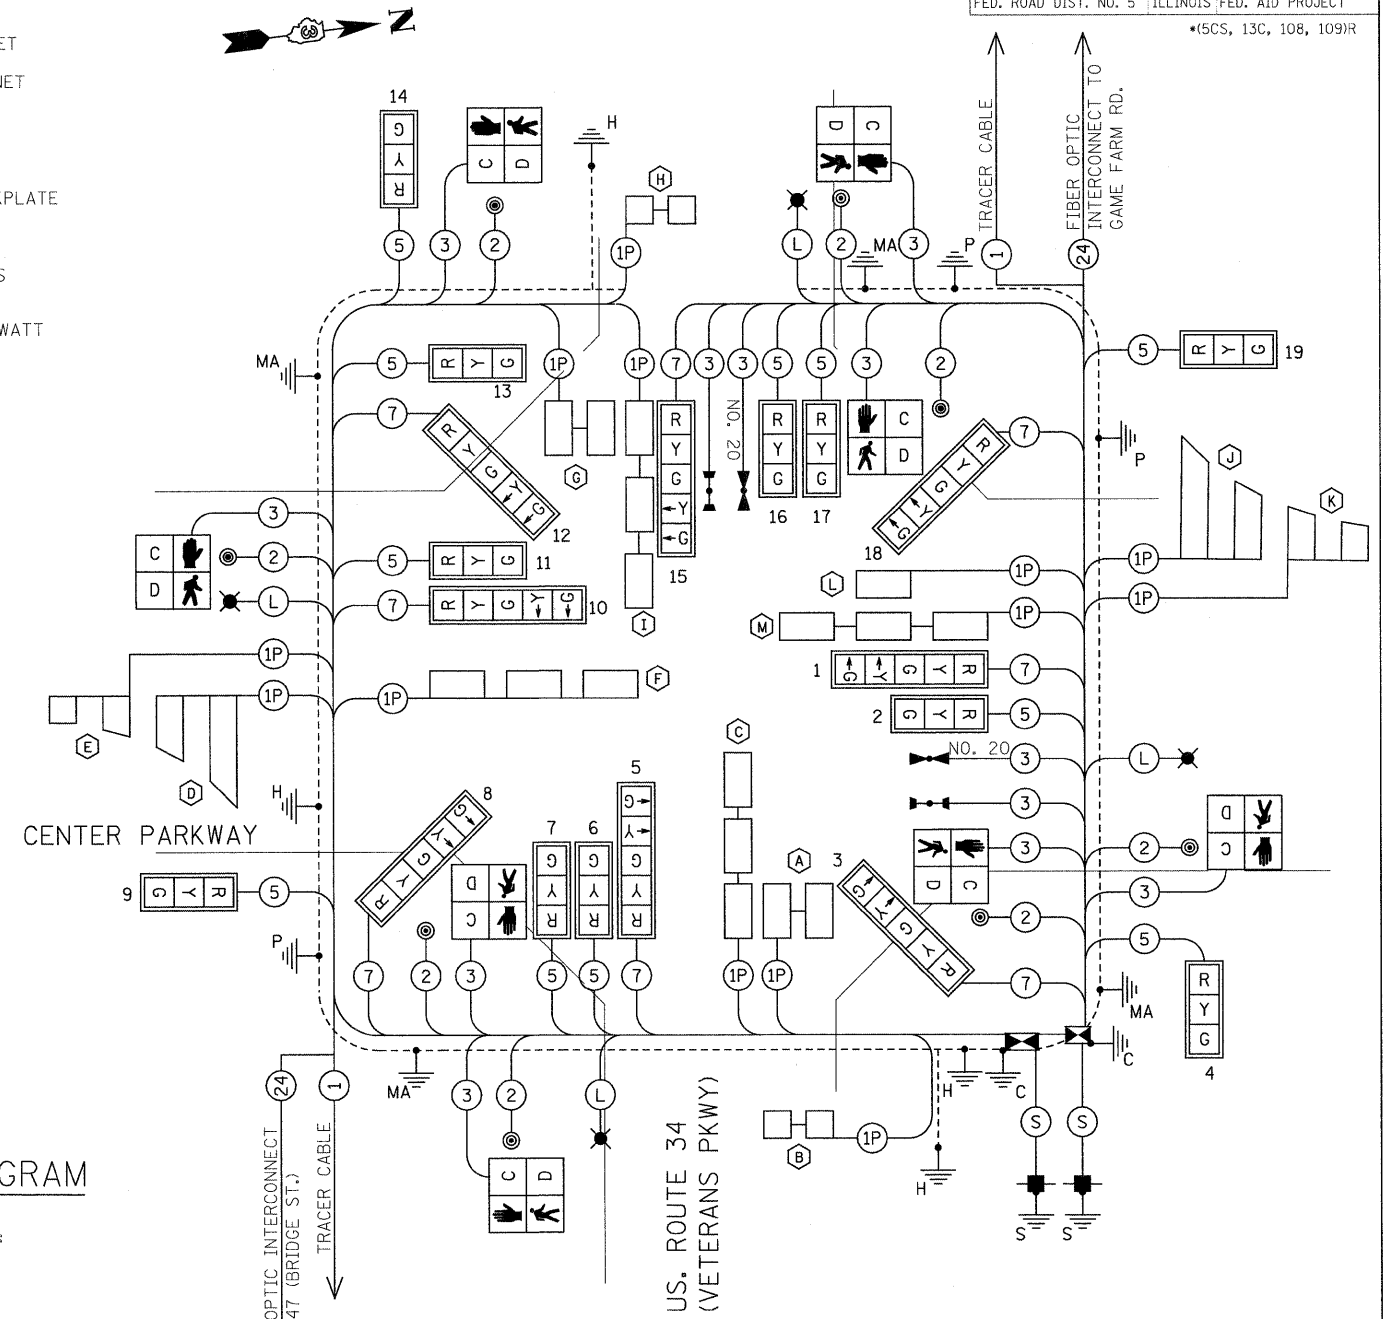 FED. ROAD DIST. NO. 5 ILLINOIS FED. AID PROJECT
*(5CS, 13C, 108, 109)R
N
3
ET
NET
KPLATE
S
WATT
TRACER CABLE
FIBER OPTIC
INTERCONNECT TO
GAME FARM RD.
14
G
Y
R
C D
H
H
D C
5 3 2 1P L 2 MA 3 P 1 24
MA
5 R Y G
13
1P 1P 7 3 3 5 5 3 2
5 R Y G 19
7 R Y G Y G
12
G
I
R Y G Y G
15
NO. 20
R Y G
16
R Y G
17
C
D
R Y G Y G
18
7
P
J
K
3
C
D
2
L
5 R Y G 11
7 R Y G Y G 10
L 1P
M 1P
1P
1P
1P
1P
E
D
1P F
1 G Y G Y R 7
2 G Y R 5
NO. 20 3
3
L
C
A
H
CENTER PARKWAY
9 G Y R 5
P
8
G Y G Y R
D
C
7
G Y R
6
G Y R
5
G Y G Y R
3
G Y G Y R
D C
3
2
7
D
C
2
3
5
R
Y
G
4
MA
7 2 3 5 5 7 1P 1P
24 1
MA
3 2 L
C D
B 1P
H
H
C
C
S S
S S
OPTIC INTERCONNECT
47 (BRIDGE ST.)
TRACER CABLE
US. ROUTE 34
(VETERANS PKWY)
GRAM